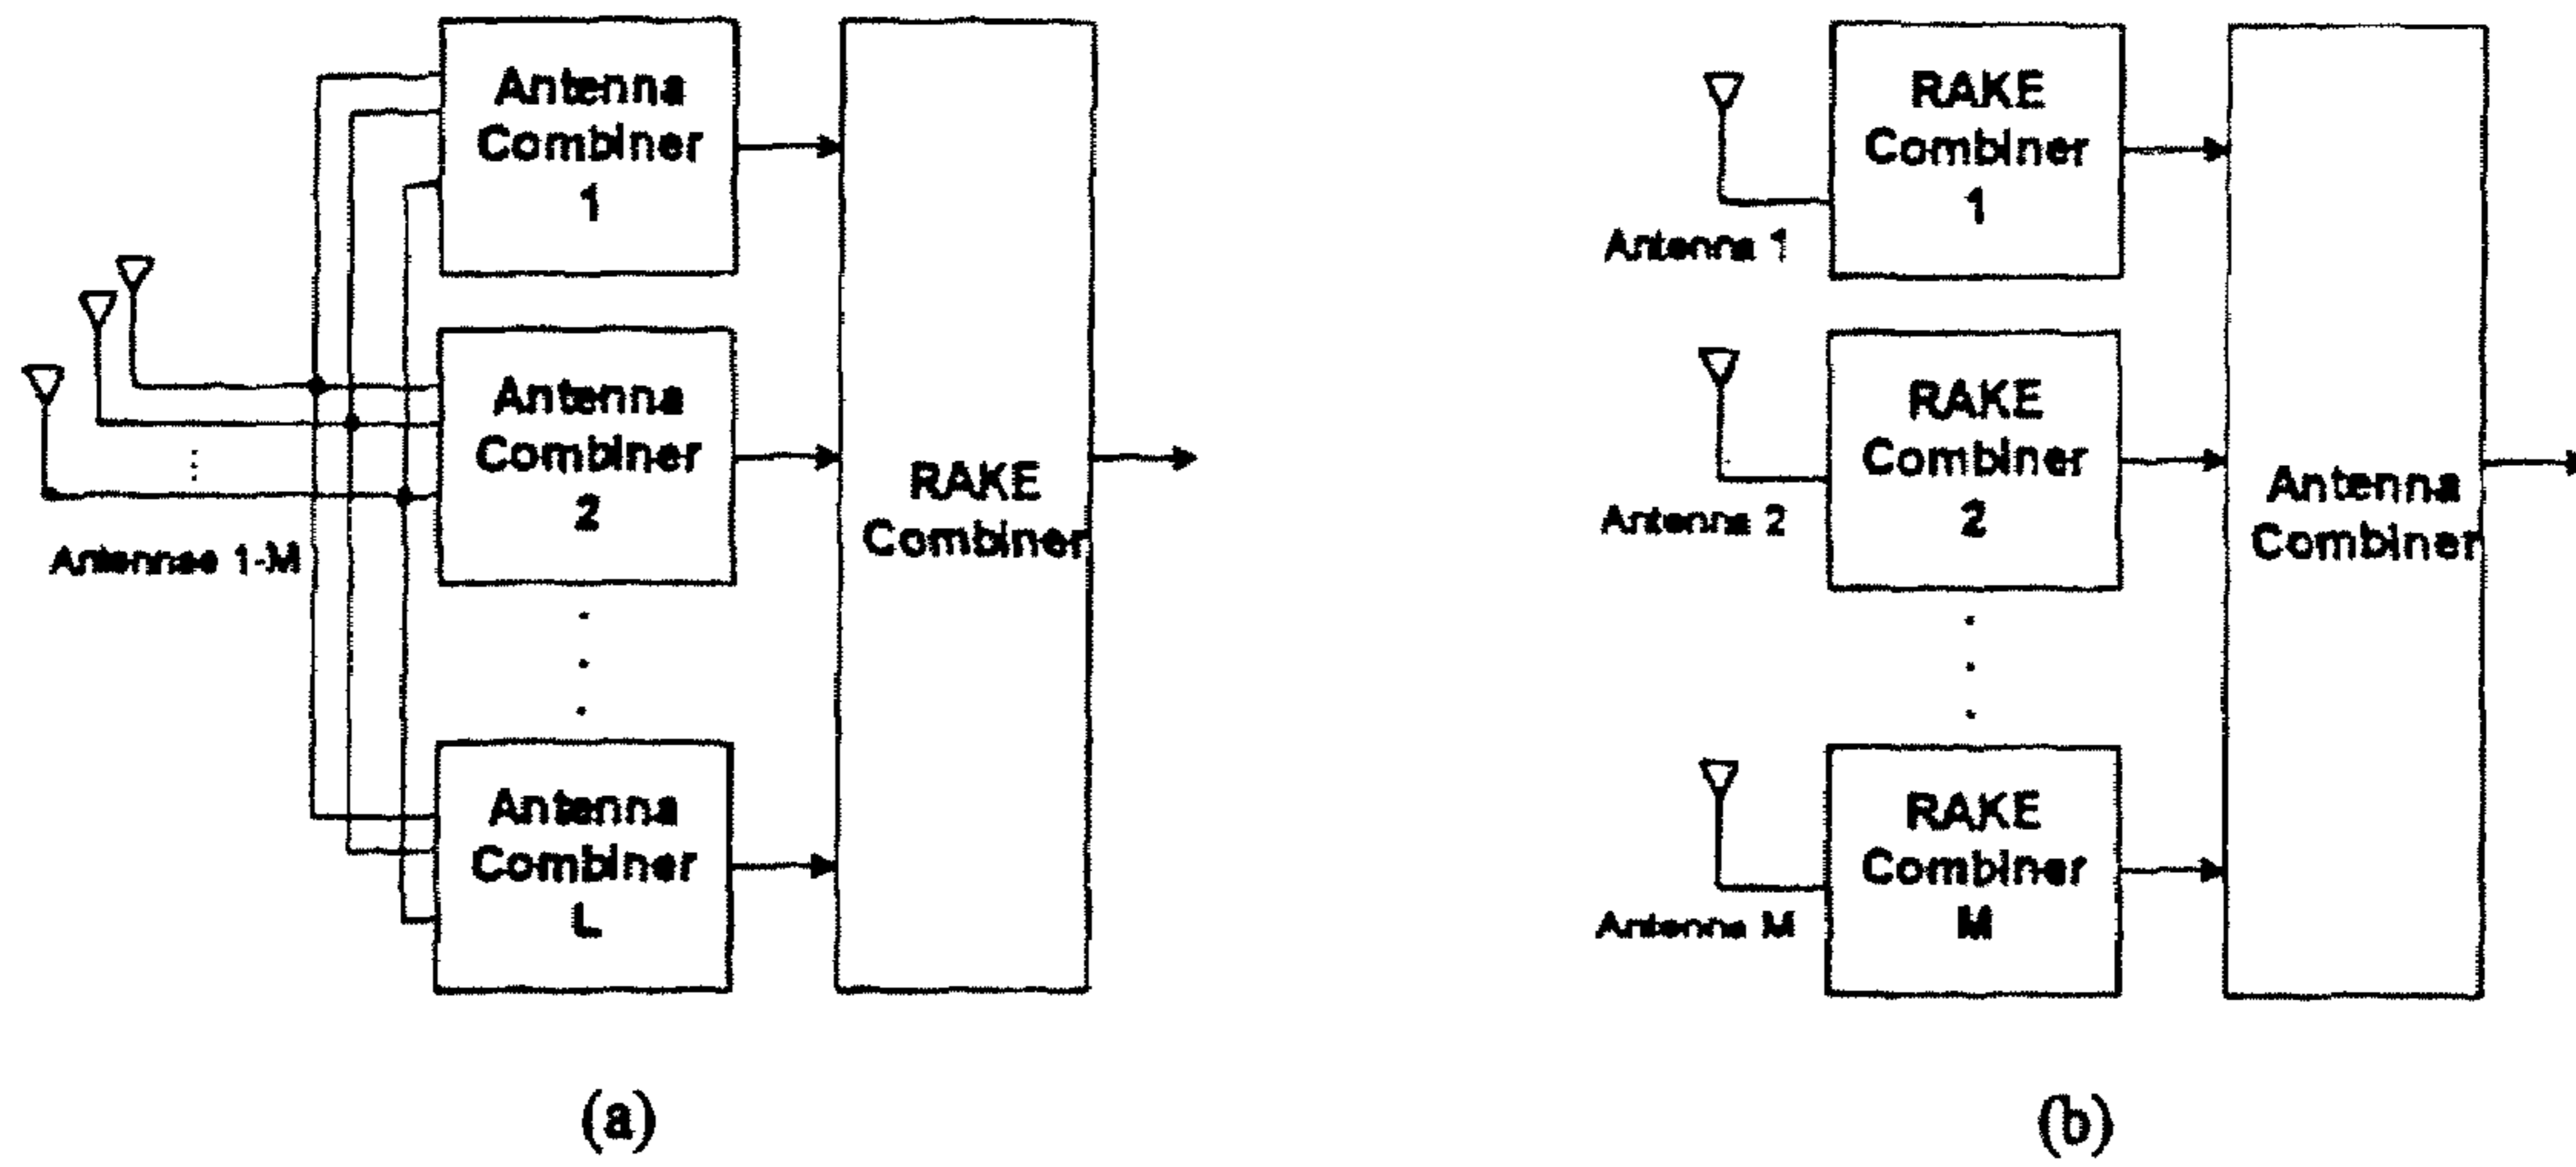 Antenna
Combiner
1
Antenna
Combiner
2
Antenna
Combiner
L
Antennae 1-M
RAKE
Combiner
(a)
RAKE
Combiner
1
Antenna 1
RAKE
Combiner
2
Antenna 2
RAKE
Combiner
M
Antenna M
Antenna
Combiner
(b)